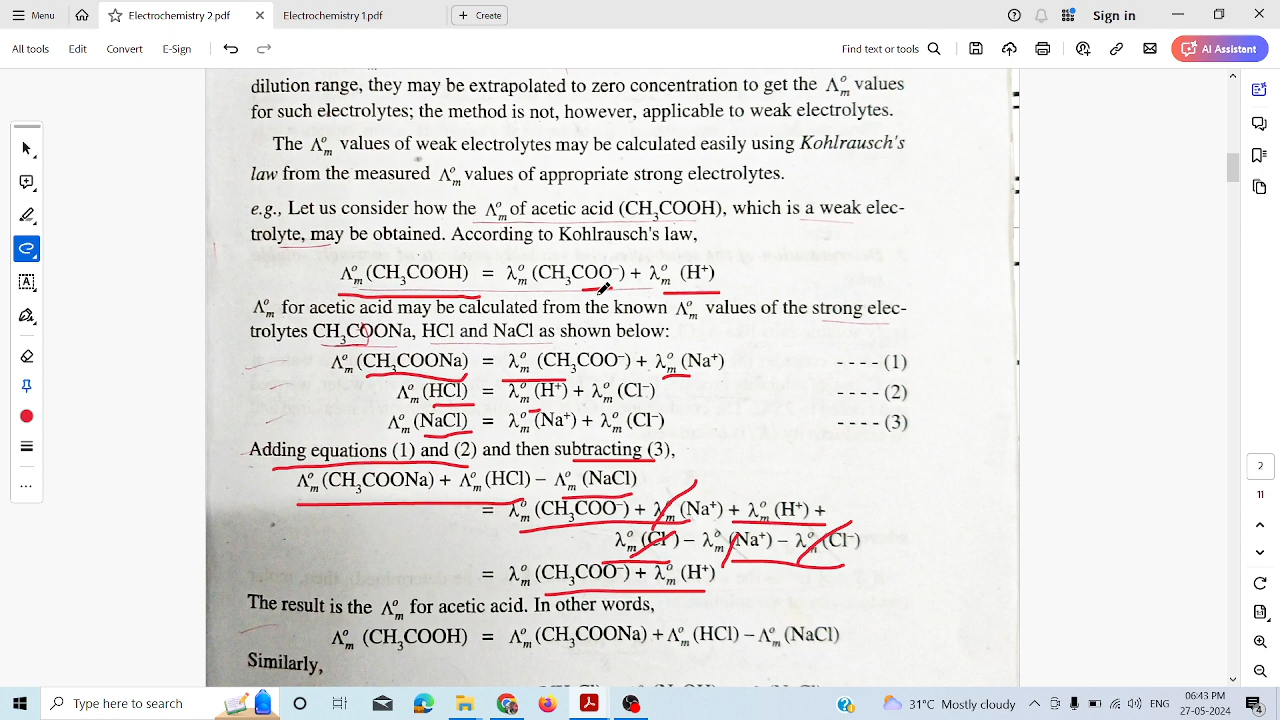 Menu
Electrochemistry 2.pdf
Electrochemistry 1.pdf
Create
Sign in
All tools Edit Convert E-Sign
Find text or tools
AI Assistant
dilution range, they may be extrapolated to zero concentration to get the Λ°m values
for such electrolytes; the method is not, however, applicable to weak electrolytes.
The Λ°m values of weak electrolytes may be calculated easily using Kohlrausch's
law from the measured Λ°m values of appropriate strong electrolytes.
e.g., Let us consider how the Λ°m of acetic acid (CH₃COOH), which is a weak elec-
trolyte, may be obtained. According to Kohlrausch's law,
Λ°m (CH₃COOH) = λ°m (CH₃COO⁻) + λ°m (H⁺)
Λ°m for acetic acid may be calculated from the known Λ°m values of the strong elec-
trolytes CH₃COONa, HCl and NaCl as shown below:
Λ°m (CH₃COONa) = λ°m (CH₃COO⁻) + λ°m (Na⁺) ---- (1)
Λ°m (HCl) = λ°m (H⁺) + λ°m (Cl⁻) ---- (2)
Λ°m (NaCl) = λ°m (Na⁺) + λ°m (Cl⁻) ---- (3)
Adding equations (1) and (2) and then subtracting (3),
Λ°m (CH₃COONa) + Λ°m (HCl) – Λ°m (NaCl)
= λ°m (CH₃COO⁻) + λ°m (Na⁺) + λ°m (H⁺) +
λ°m (Cl⁻) – λ°m (Na⁺) – λ°m (Cl⁻)
= λ°m (CH₃COO⁻) + λ°m (H⁺)
The result is the Λ°m for acetic acid. In other words,
Λ°m (CH₃COOH) = Λ°m (CH₃COONa) + Λ°m (HCl) – Λ°m (NaCl)
Similarly,
2
11
Type here to search
31°C Mostly cloudy
ENG
06:43 PM
27-05-2024
4